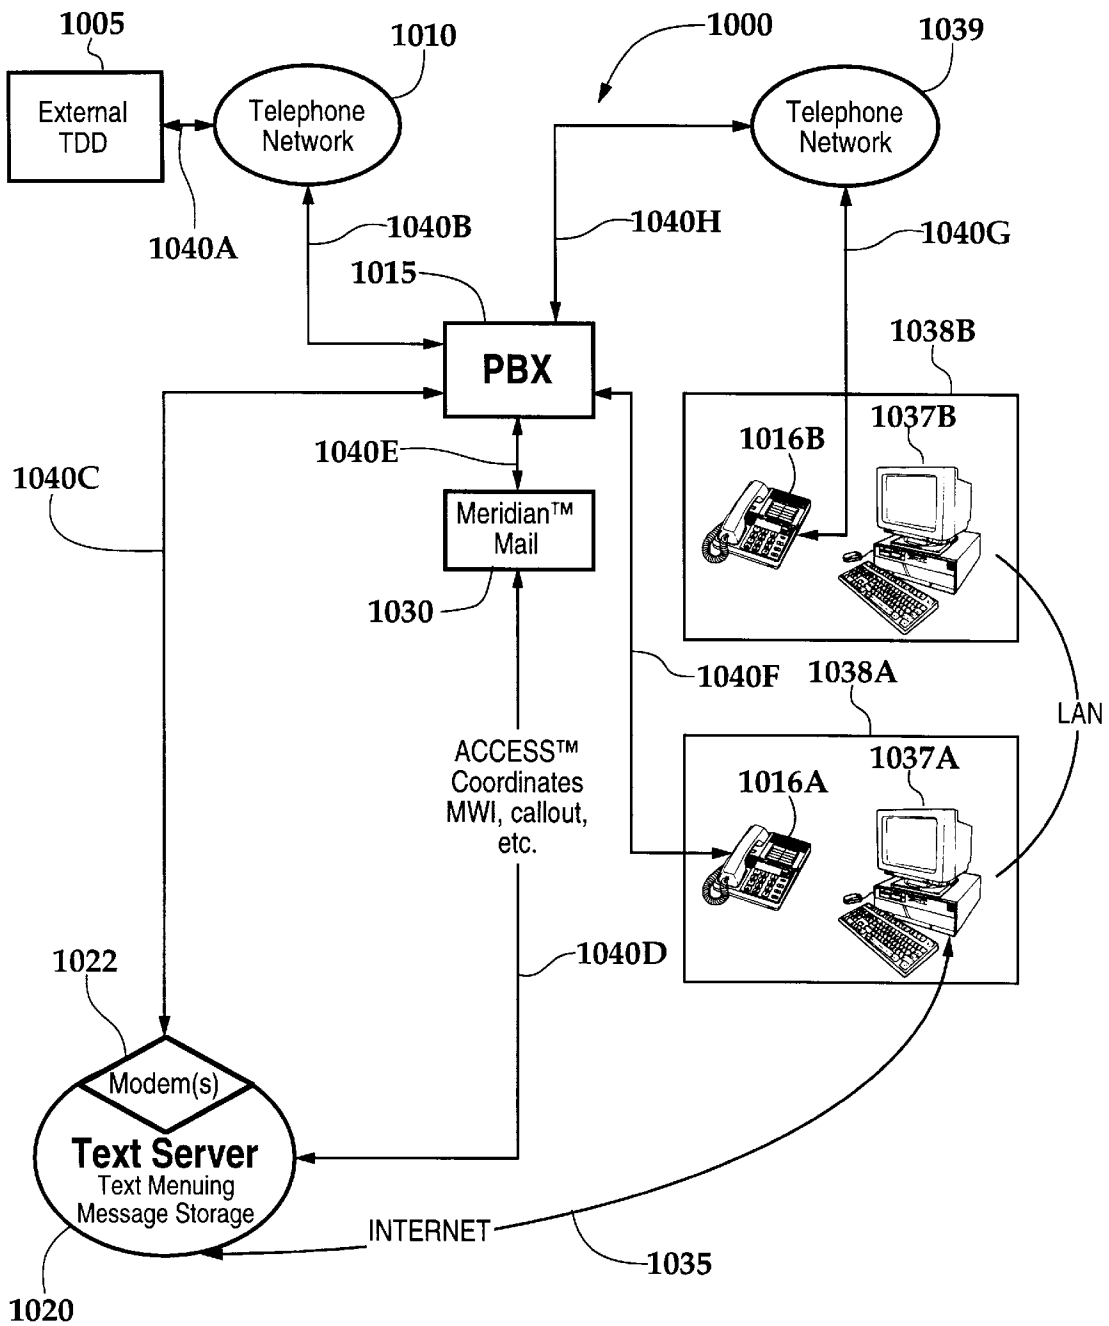 1005
1010
1000
1039
External
TDD
Telephone
Network
Telephone
Network
1040A
1040B
1040H
1040G
1015
PBX
1038B
1037B
1016B
1040E
1040C
Meridian™
Mail
1030
1040F
1038A
LAN
1037A
1016A
ACCESS™
Coordinates
MWI, callout,
etc.
1040D
1022
Modem(s)
Text Server
Text Menuing
Message Storage
INTERNET
1035
1020